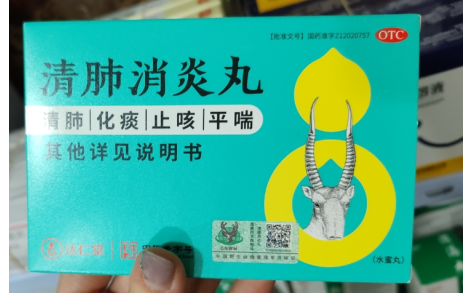 [批准文号] 国药准字Z12020757
OTC
清肺消炎丸
清肺|化痰|止咳|平喘
其他详见说明书
(水蜜丸)